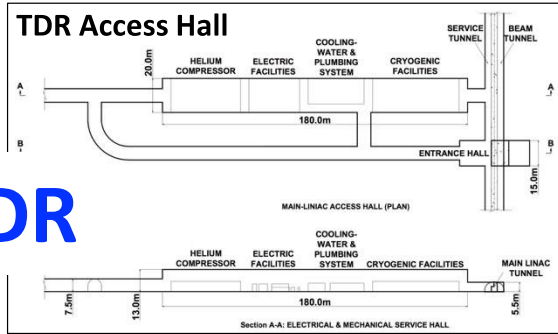 TDR Access Hall
SERVICE TUNNEL
BEAM TUNNEL
HELIUM COMPRESSOR
ELECTRIC FACILITIES
COOLING-WATER & PLUMBING SYSTEM
CRYOGENIC FACILITIES
A
20.0m
A
180.0m
B
ENTRANCE HALL
B
15.0m
MAIN-LINIAC ACCESS HALL (PLAN)
DR
HELIUM COMPRESSOR
ELECTRIC FACILITIES
COOLING-WATER & PLUMBING SYSTEM
CRYOGENIC FACILITIES
MAIN LINAC TUNNEL
7.5m
13.0m
180.0m
5.5m
Section A-A: ELECTRICAL & MECHANICAL SERVICE HALL